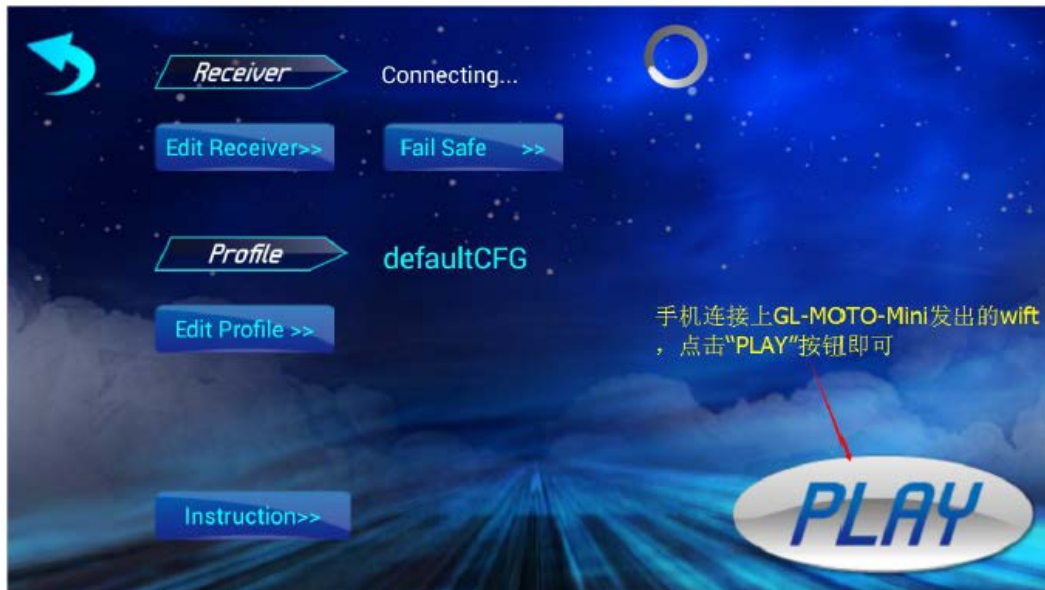 Receiver
Connecting...
Edit Receiver>>
Fail Safe >>
Profile
defaultCFG
Edit Profile >>
手机连接上GL-MOTO-Mini发出的wift
，点击“PLAY”按钮即可
Instruction>>
PLAY